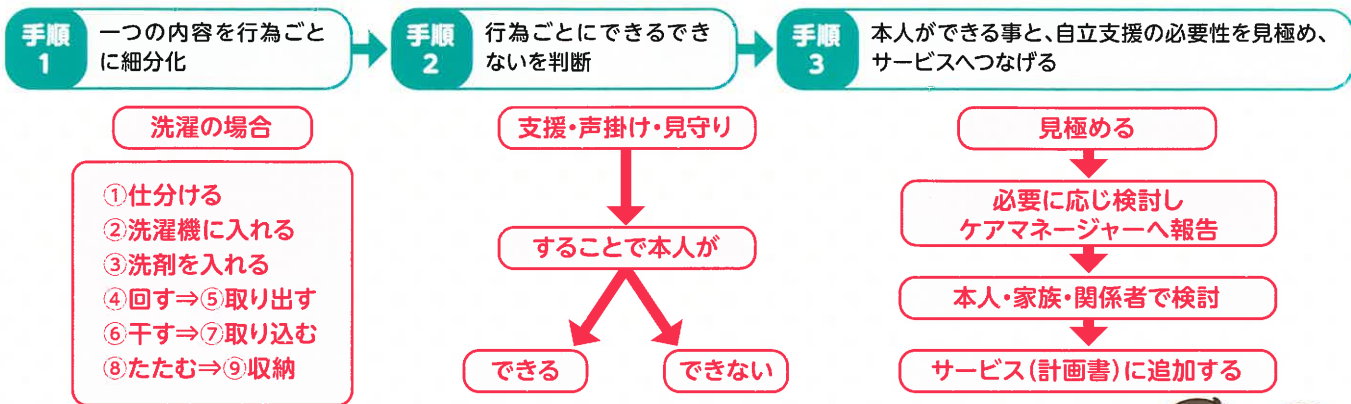 手順
1
一つの内容を行為ごと
に細分化
手順
2
行為ごとにできるでき
ないを判断
手順
3
本人ができる事と、自立支援の必要性を見極め、
サービスへつなげる
洗濯の場合
①仕分ける
②洗濯機に入れる
③洗剤を入れる
④回す⇒⑤取り出す
⑥干す⇒⑦取り込む
⑧たたむ⇒⑨収納
支援・声掛け・見守り
することで本人が
できる
できない
見極める
必要に応じ検討し
ケアマネージャーへ報告
本人・家族・関係者で検討
サービス(計画書)に追加する